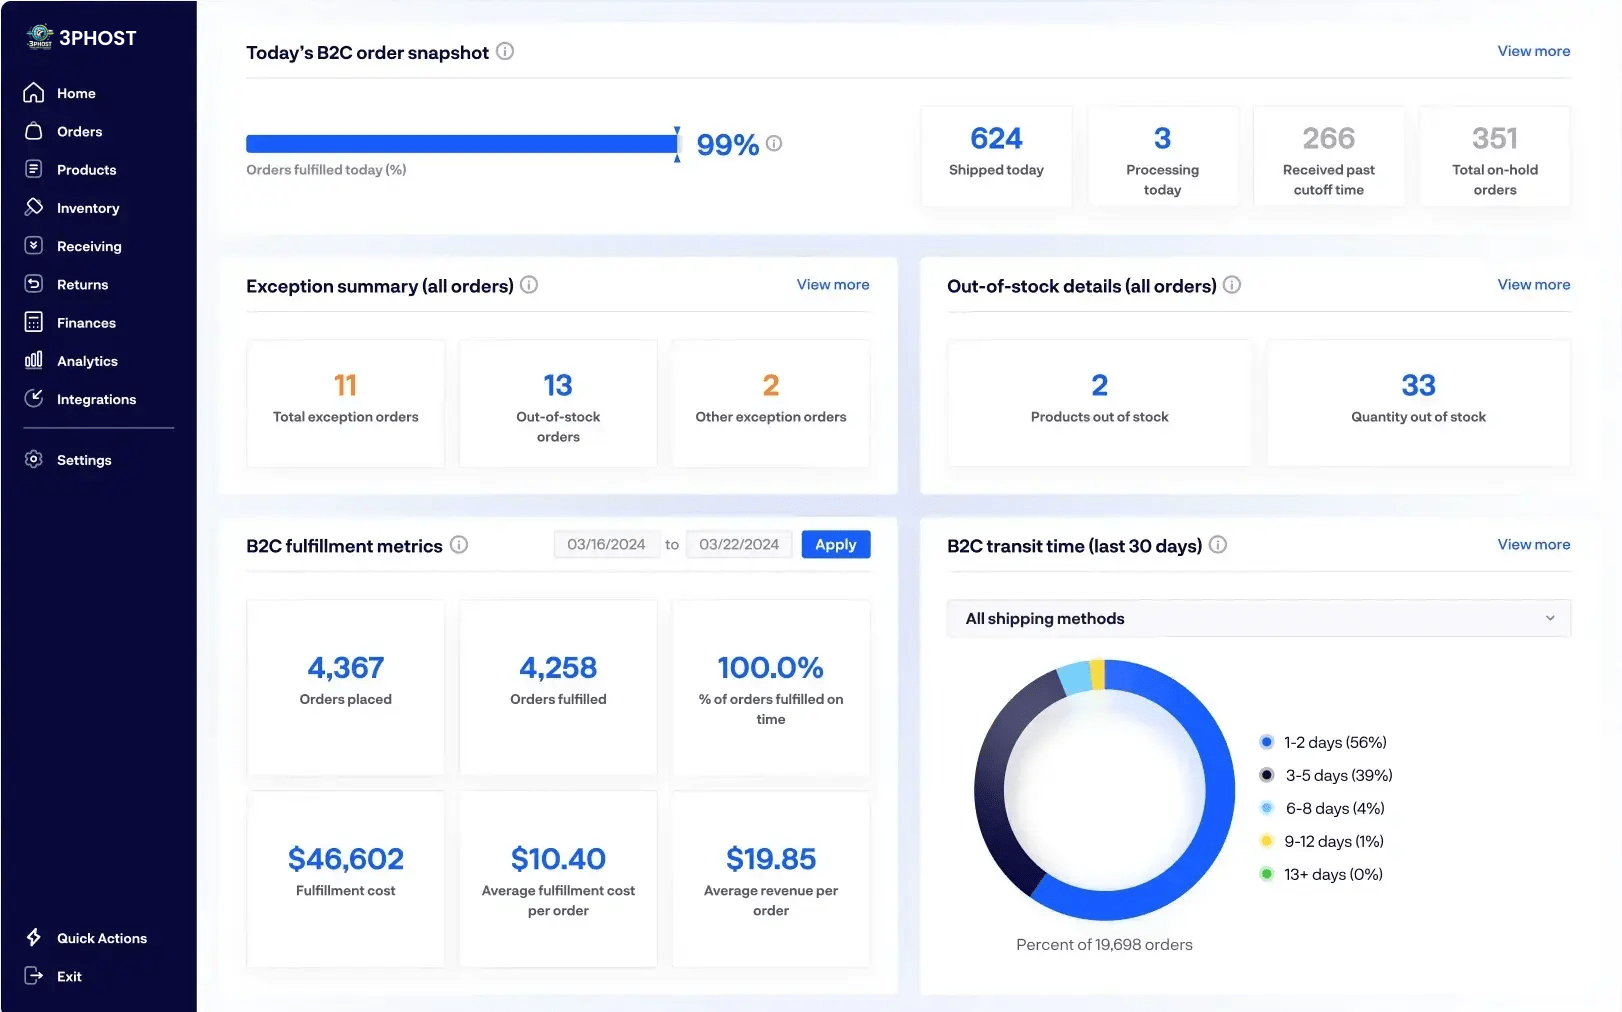 3PHOST
3PHOST
Home
Orders
Products
Inventory
Receiving
Returns
Finances
Analytics
Integrations
Settings
Quick Actions
Exit
Today's B2C order snapshot
View more
99%
Orders fulfilled today (%)
624
Shipped today
3
Processing
today
266
Received past
cutoff time
351
Total on-hold
orders
Exception summary (all orders)
View more
11
Total exception orders
13
Out-of-stock
orders
2
Other exception orders
Out-of-stock details (all orders)
View more
2
Products out of stock
33
Quantity out of stock
B2C fulfillment metrics
03/16/2024 to 03/22/2024 Apply
4,367
Orders placed
4,258
Orders fulfilled
100.0%
% of orders fulfilled on
time
$46,602
Fulfillment cost
$10.40
Average fulfillment cost
per order
$19.85
Average revenue per
order
B2C transit time (last 30 days)
View more
All shipping methods
1-2 days (56%)
3-5 days (39%)
6-8 days (4%)
9-12 days (1%)
13+ days (0%)
Percent of 19,698 orders